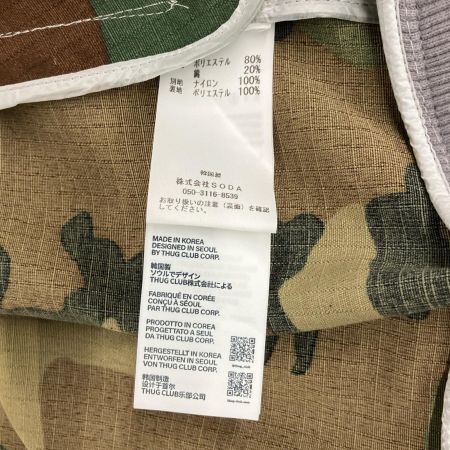 ポリエステル 80%
綿 20%
別布 ナイロン 100%
裏地 ポリエステル 100%
韓国製
株式会社SODA
050-3116-8539
お取り扱いの注意（裏面）を確認
してください。
MADE IN KOREA
DESIGNED IN SEOUL
BY THUG CLUB CORP.
韓国製
ソウルでデザイン
THUG CLUB株式会社による
FABRIQUÉ EN CORÉE
CONÇU À SÉOUL
PAR THUG CLUB CORP.
PRODOTTO IN COREA
PROGETTATO A SEUL
DA THUG CLUB CORP.
HERGESTELLT IN KOREA
ENTWORFEN IN SEOUL
VON THUG CLUB CORP.
韩国制造
设计于首尔
THUG CLUB乐部公司